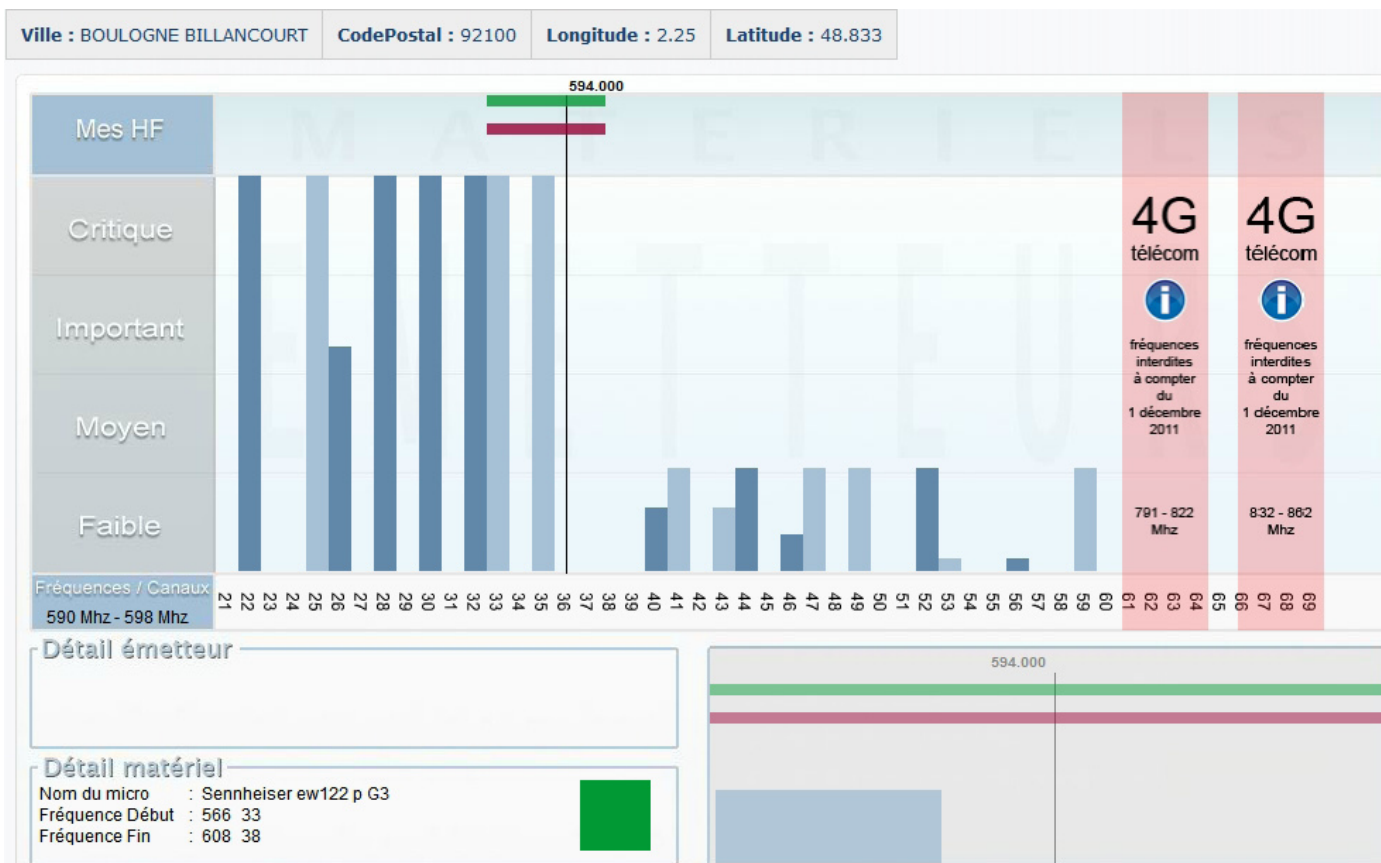 Ville : BOULOGNE BILLANCOURT CodePostal : 92100 Longitude : 2.25 Latitude : 48.833
594.000
Mes HF
MATERIELS
Critique
4G télécom
4G télécom
EMETTEURS
Important
fréquences interdites à compter du 1 décembre 2011
fréquences interdites à compter du 1 décembre 2011
Moyen
Faible
791 - 822 Mhz
832 - 862 Mhz
Fréquences / Canaux
590 Mhz - 598 Mhz
21 22 23 24 25 26 27 28 29 30 31 32 33 34 35 36 37 38 39 40 41 42 43 44 45 46 47 48 49 50 51 52 53 54 55 56 57 58 59 60 61 62 63 64 65 66 67 68 69
Détail émetteur
594.000
Détail matériel
Nom du micro : Sennheiser ew122 p G3
Fréquence Début : 566 33
Fréquence Fin : 608 38